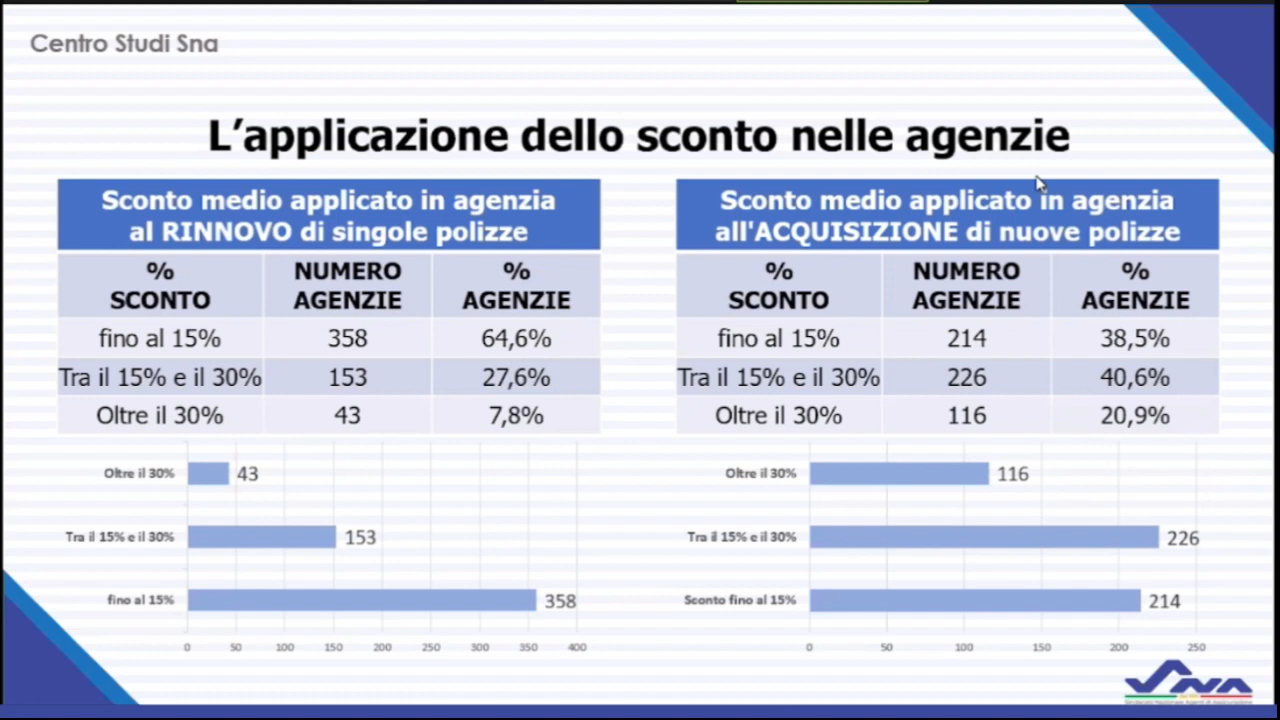 Centro Studi Sna
L’applicazione dello sconto nelle agenzie
Sconto medio applicato in agenzia
al RINNOVO di singole polizze
%
SCONTO
NUMERO
AGENZIE
%
AGENZIE
fino al 15% 358 64,6%
Tra il 15% e il 30% 153 27,6%
Oltre il 30% 43 7,8%
Oltre il 30% 43
Tra il 15% e il 30% 153
fino al 15% 358
0 50 100 150 200 250 300 350 400
Sconto medio applicato in agenzia
all'ACQUISIZIONE di nuove polizze
%
SCONTO
NUMERO
AGENZIE
%
AGENZIE
fino al 15% 214 38,5%
Tra il 15% e il 30% 226 40,6%
Oltre il 30% 116 20,9%
Oltre il 30% 116
Tra il 15% e il 30% 226
Sconto fino al 15% 214
0 50 100 150 200 250
SNA
Sindacato Nazionale Agenti di Assicurazione